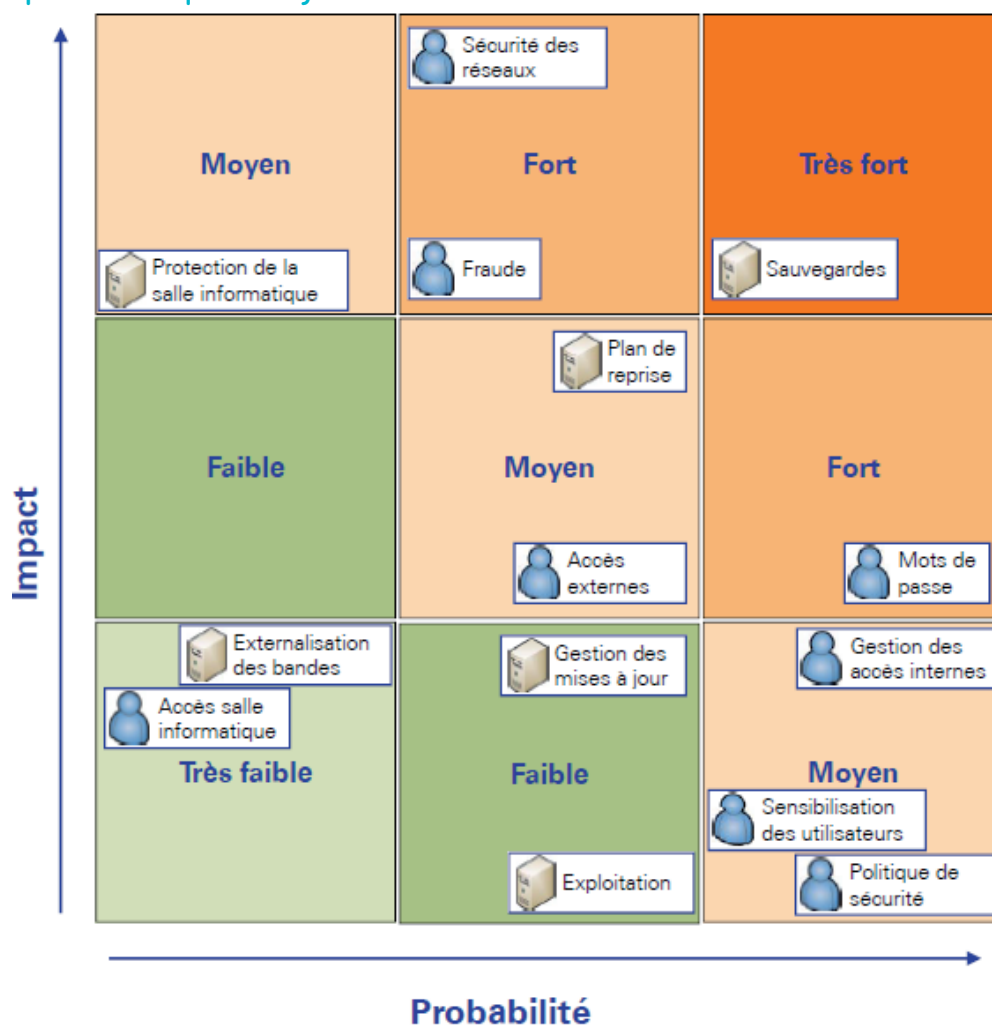 Sécurité des
réseaux
Moyen
Fort
Très fort
Protection de la
salle informatique
Fraude
Sauvegardes
Plan de
reprise
Faible
Moyen
Fort
Accès
externes
Mots de
passe
Impact
Externalisation
des bandes
Gestion des
mises à jour
Gestion des
accès internes
Accès salle
informatique
Très faible
Faible
Moyen
Sensibilisation
des utilisateurs
Exploitation
Politique de
sécurité
Probabilité